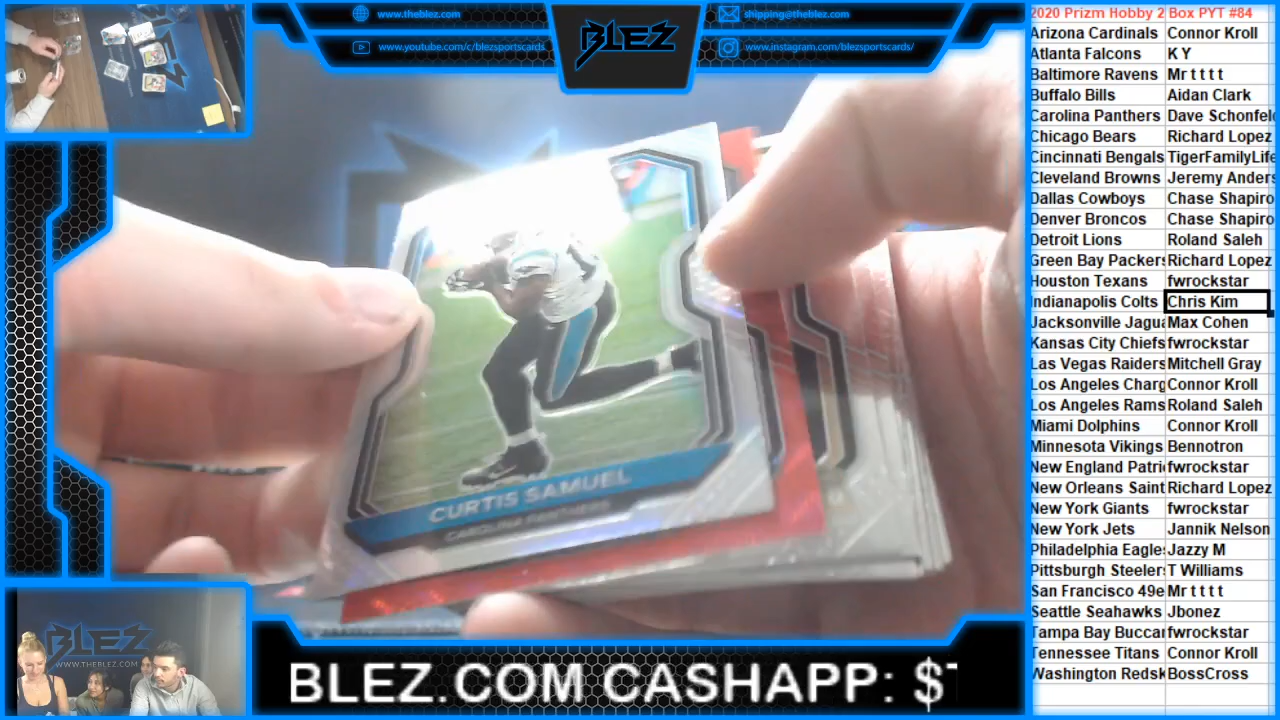 www.theblez.com
www.youtube.com/c/blezsportscards
BLEZ
shipping@theblez.com
www.instagram.com/blezsportscards/
2020 Prizm Hobby 2 Box PYT #84
Arizona Cardinals Connor Kroll
Atlanta Falcons K Y
Baltimore Ravens Mr t t t t
Buffalo Bills Aidan Clark
Carolina Panthers Dave Schonfel
Chicago Bears Richard Lopez
Cincinnati Bengals TigerFamilyLife
Cleveland Browns Jeremy Anders
Dallas Cowboys Chase Shapiro
Denver Broncos Chase Shapiro
Detroit Lions Roland Saleh
Green Bay Packers Richard Lopez
Houston Texans fwrockstar
Indianapolis Colts Chris Kim
Jacksonville Jagua Max Cohen
Kansas City Chiefs fwrockstar
Las Vegas Raiders Mitchell Gray
Los Angeles Charg Connor Kroll
Los Angeles Rams Roland Saleh
Miami Dolphins Connor Kroll
Minnesota Vikings Bennotron
New England Patri fwrockstar
New Orleans Saint Richard Lopez
New York Giants fwrockstar
New York Jets Jannik Nelson
Philadelphia Eagle Jazzy M
Pittsburgh Steelers T Williams
San Francisco 49e Mr t t t t
Seattle Seahawks Jbonez
Tampa Bay Buccar fwrockstar
Tennessee Titans Connor Kroll
Washington Redsk BossCross
CURTIS SAMUEL
CAROLINA PANTHERS
BLEZ
WWW.THEBLEZ.COM
BLEZ.COM CASHAPP: $